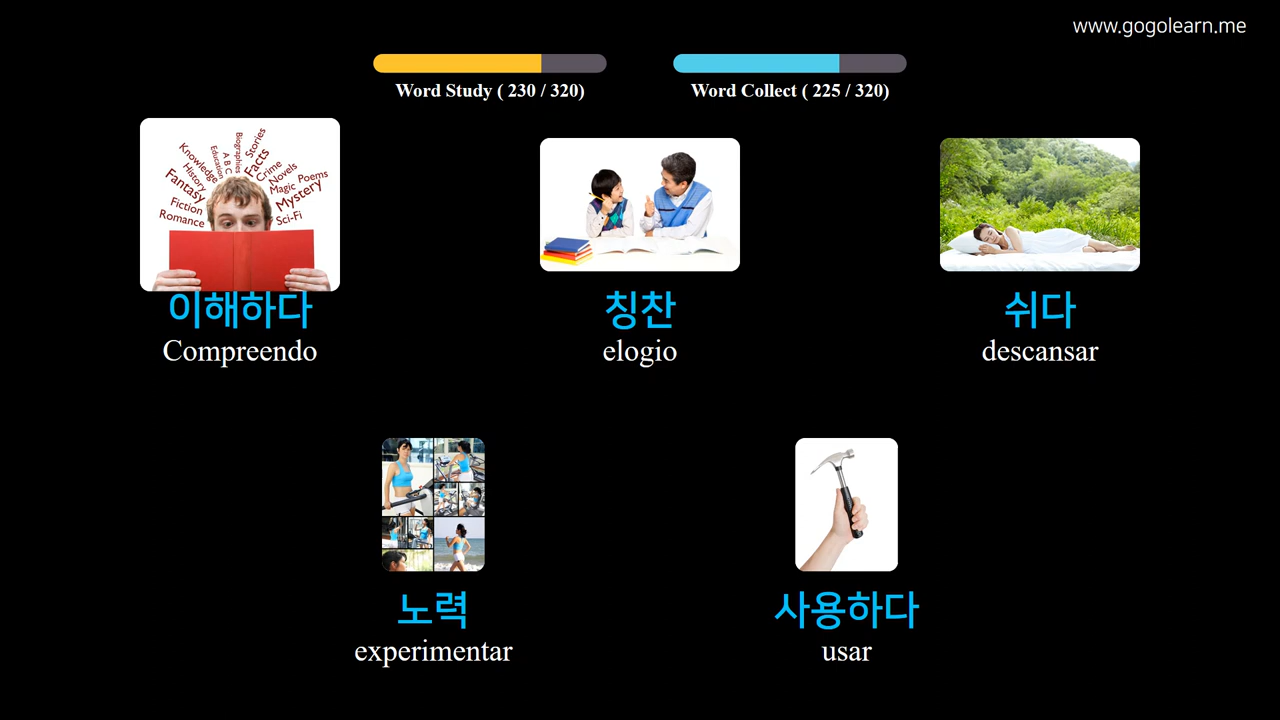 www.gogolearn.me
Word Study ( 230 / 320)
Word Collect ( 225 / 320)
Stories
Biographies
Facts
A B C
Education
Crime
Knowledge
Novels
History
Magic
Poems
Fantasy
Mystery
Fiction
Sci-Fi
Romance
이해하다
Compreendo
칭찬
elogio
쉬다
descansar
노력
experimentar
사용하다
usar